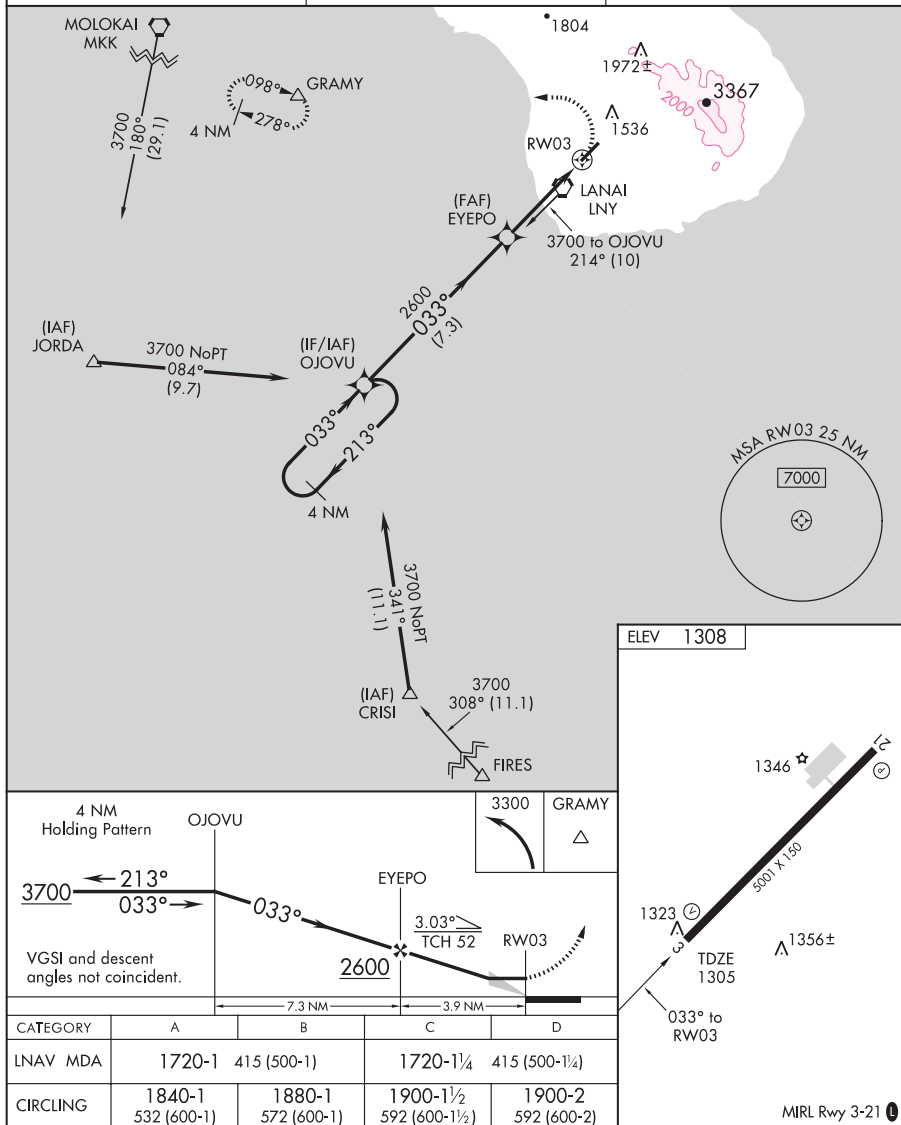 MOLOKAI
MKK
3700
180°
(29.1)
098°
GRAMY
4 NM
278°
1804
1972±
2000
3367
1536
RW03
LANAI
LNY
(FAF)
EYEPO
3700 to OJOVU
214° (10)
2600
033°
(7.3)
(IAF)
JORDA
3700 NoPT
084°
(9.7)
(IF/IAF)
OJOVU
033°
213°
4 NM
MSA RW03 25 NM
7000
3700 NoPT
341°
(11.1)
(IAF)
CRISI
3700
308° (11.1)
FIRES
ELEV 1308
1346
21
P
5001 X 150
1323
V
3
TDZE
1305
1356±
033° to
RW03
MIRL Rwy 3-21 L
4 NM
Holding Pattern
OJOVU
3300
GRAMY
3700
213°
033°
033°
EYEPO
3.03°
TCH 52
RW03
2600
VGSI and descent
angles not coincident.
7.3 NM
3.9 NM
CATEGORY A B C D
LNAV MDA 1720-1 415 (500-1) 1720-1¼ 415 (500-1¼)
CIRCLING 1840-1 1880-1 1900-1½ 1900-2
532 (600-1) 572 (600-1) 592 (600-1½) 592 (600-2)